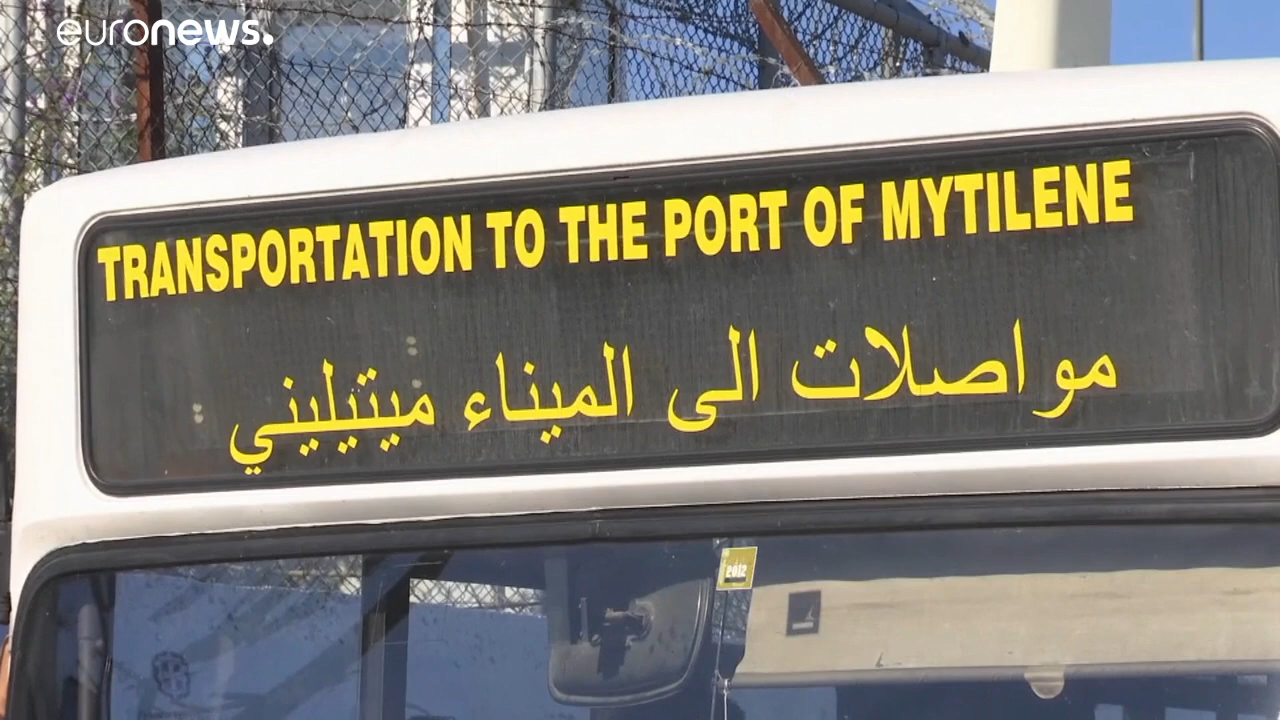 euronews.
TRANSPORTATION TO THE PORT OF MYTILENE
مواصلات الى الميناء ميتيليني
2012